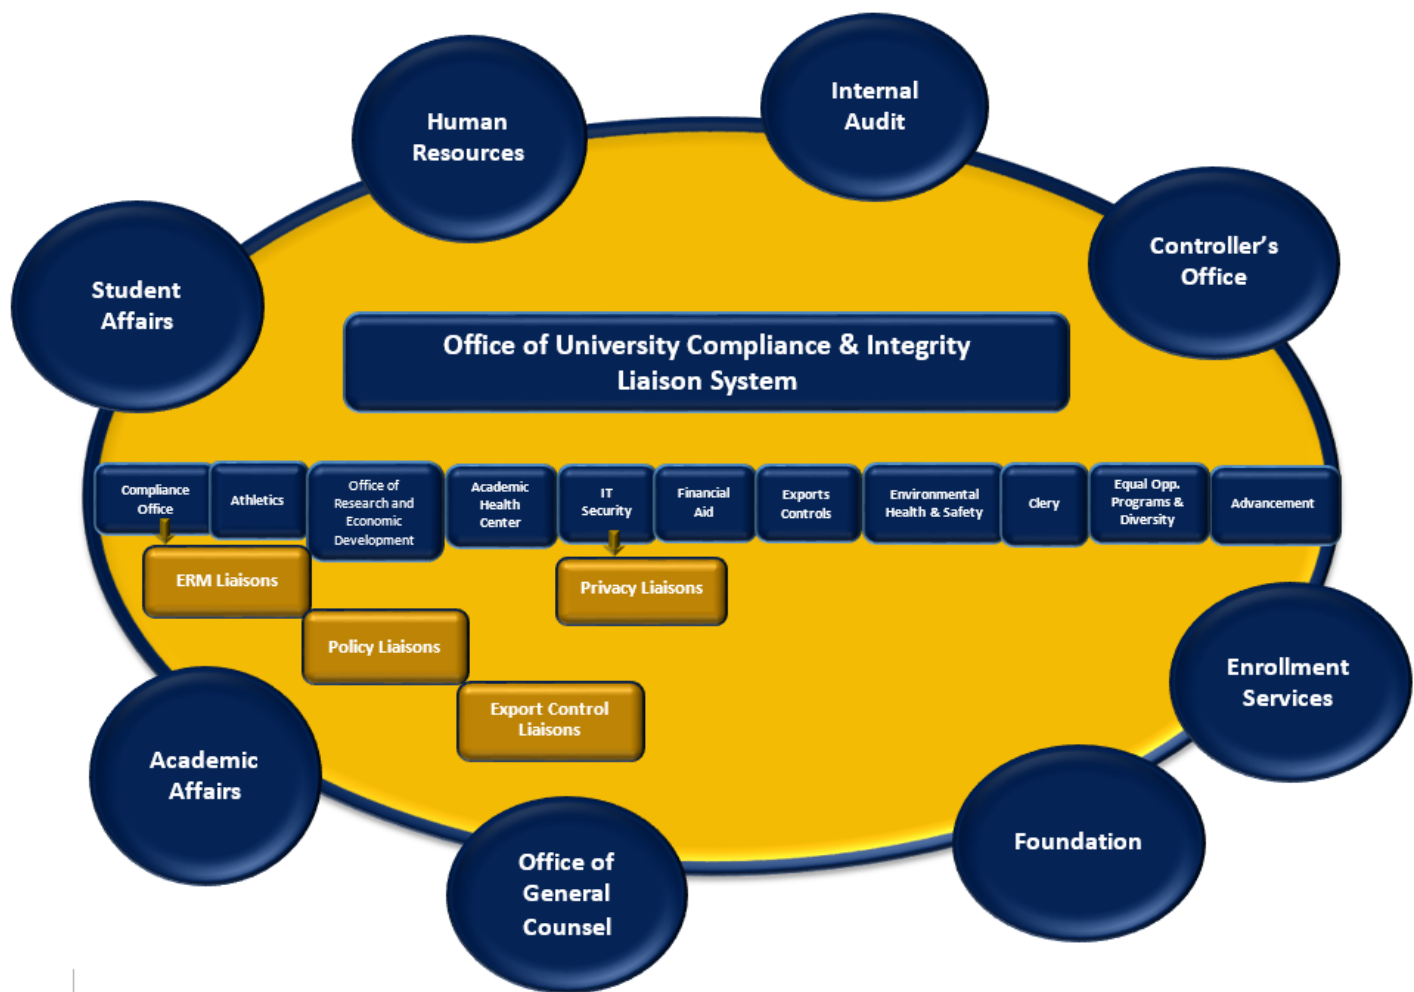 Internal
Audit
Human
Resources
Controller's
Office
Student
Affairs
Office of University Compliance & Integrity
Liaison System
Compliance
Office
Athletics
Office of
Research and
Economic
Development
Academic
Health
Center
IT
Security
Financial
Aid
Exports
Controls
Environmental
Health & Safety
Clery
Equal Opp.
Programs &
Diversity
Advancement
ERM Liaisons
Privacy Liaisons
Policy Liaisons
Export Control
Liaisons
Enrollment
Services
Academic
Affairs
Foundation
Office of
General
Counsel